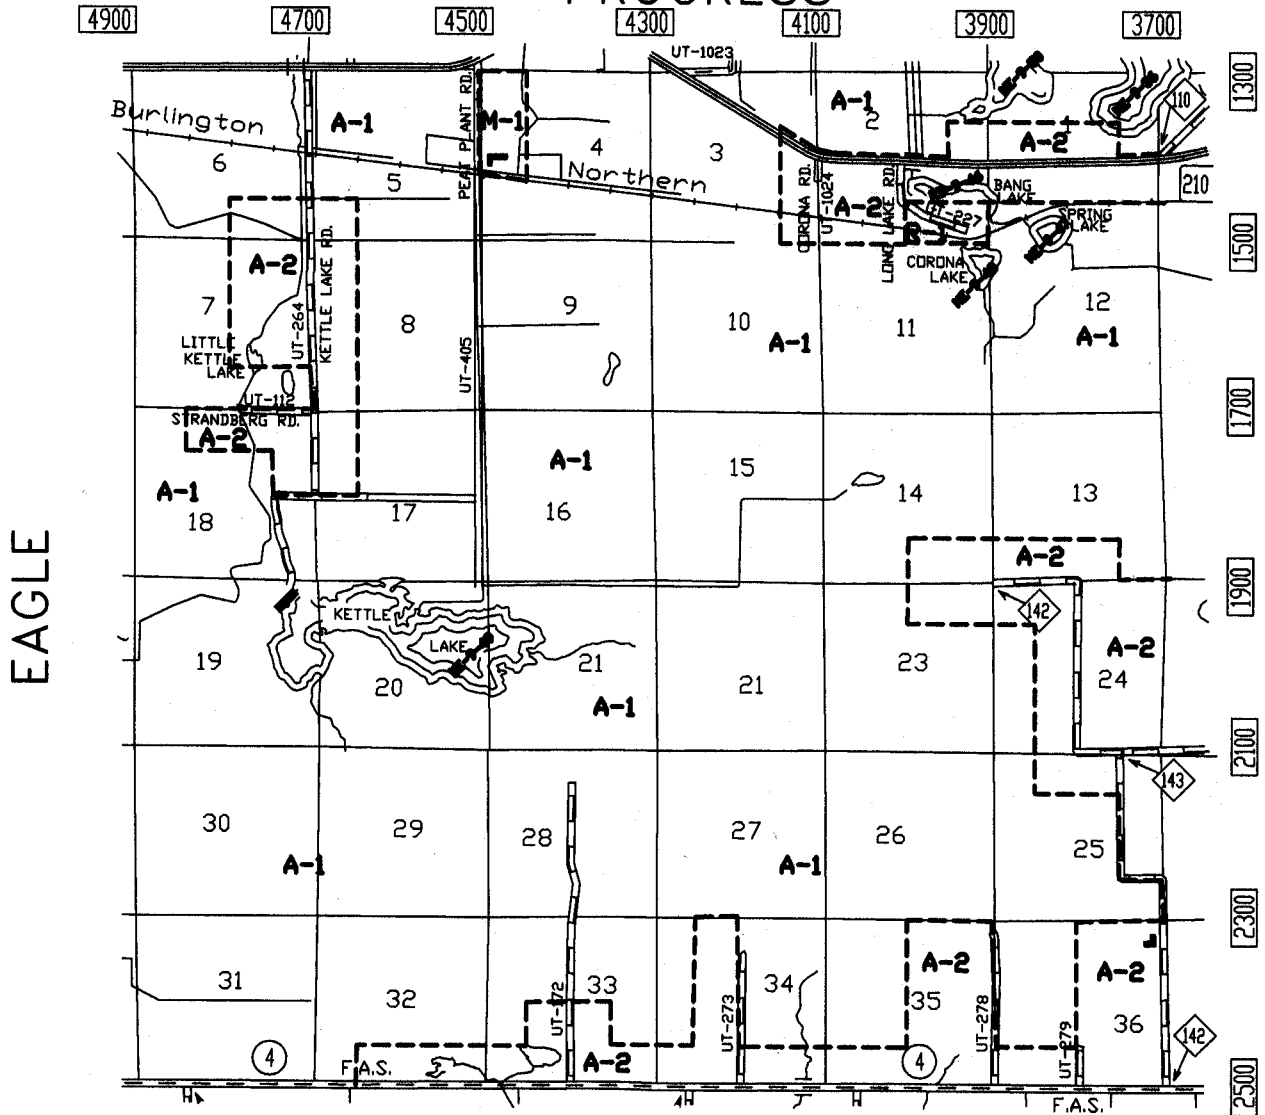 4900
4700
4500
4300
4100
3900
3700
UT-1023
1300
110
Burlington
A-1
PEAT PLANT RD.
M-1
A-1
2
1
A-2
6
5
4
3
Northern
CORONA RD.
UT-1024
A-2
LONG LAKE RD.
BANG
LAKE
UT-227
SPRING
LAKE
210
1500
A-2
KETTLE LAKE RD.
UT-264
CORONA
LAKE
7
8
9
10
11
12
A-1
A-1
LITTLE
KETTLE
LAKE
UT-405
UT-112
STRANDBERG RD.
A-2
1700
A-1
A-1
15
14
13
18
17
16
EAGLE
A-2
1900
142
KETTLE
LAKE
19
20
21
21
23
24
A-2
A-1
2100
143
30
29
28
27
26
25
A-1
A-1
2300
31
32
33
34
35
36
A-2
A-2
UT-172
UT-273
UT-278
UT-279
142
4
4
F.A.S.
A-2
F.A.S.
2500